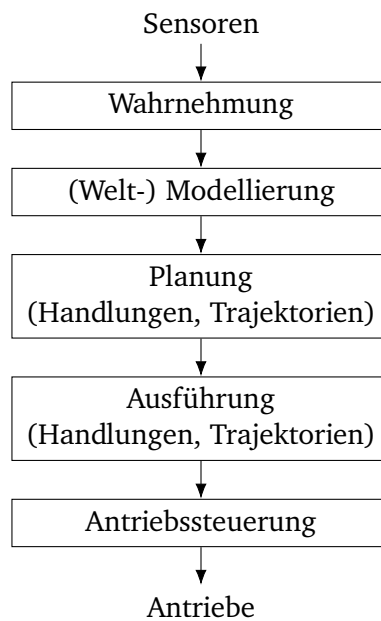 Sensoren
Wahrnehmung
(Welt-) Modellierung
Planung
(Handlungen, Trajektorien)
Ausführung
(Handlungen, Trajektorien)
Antriebssteuerung
Antriebe